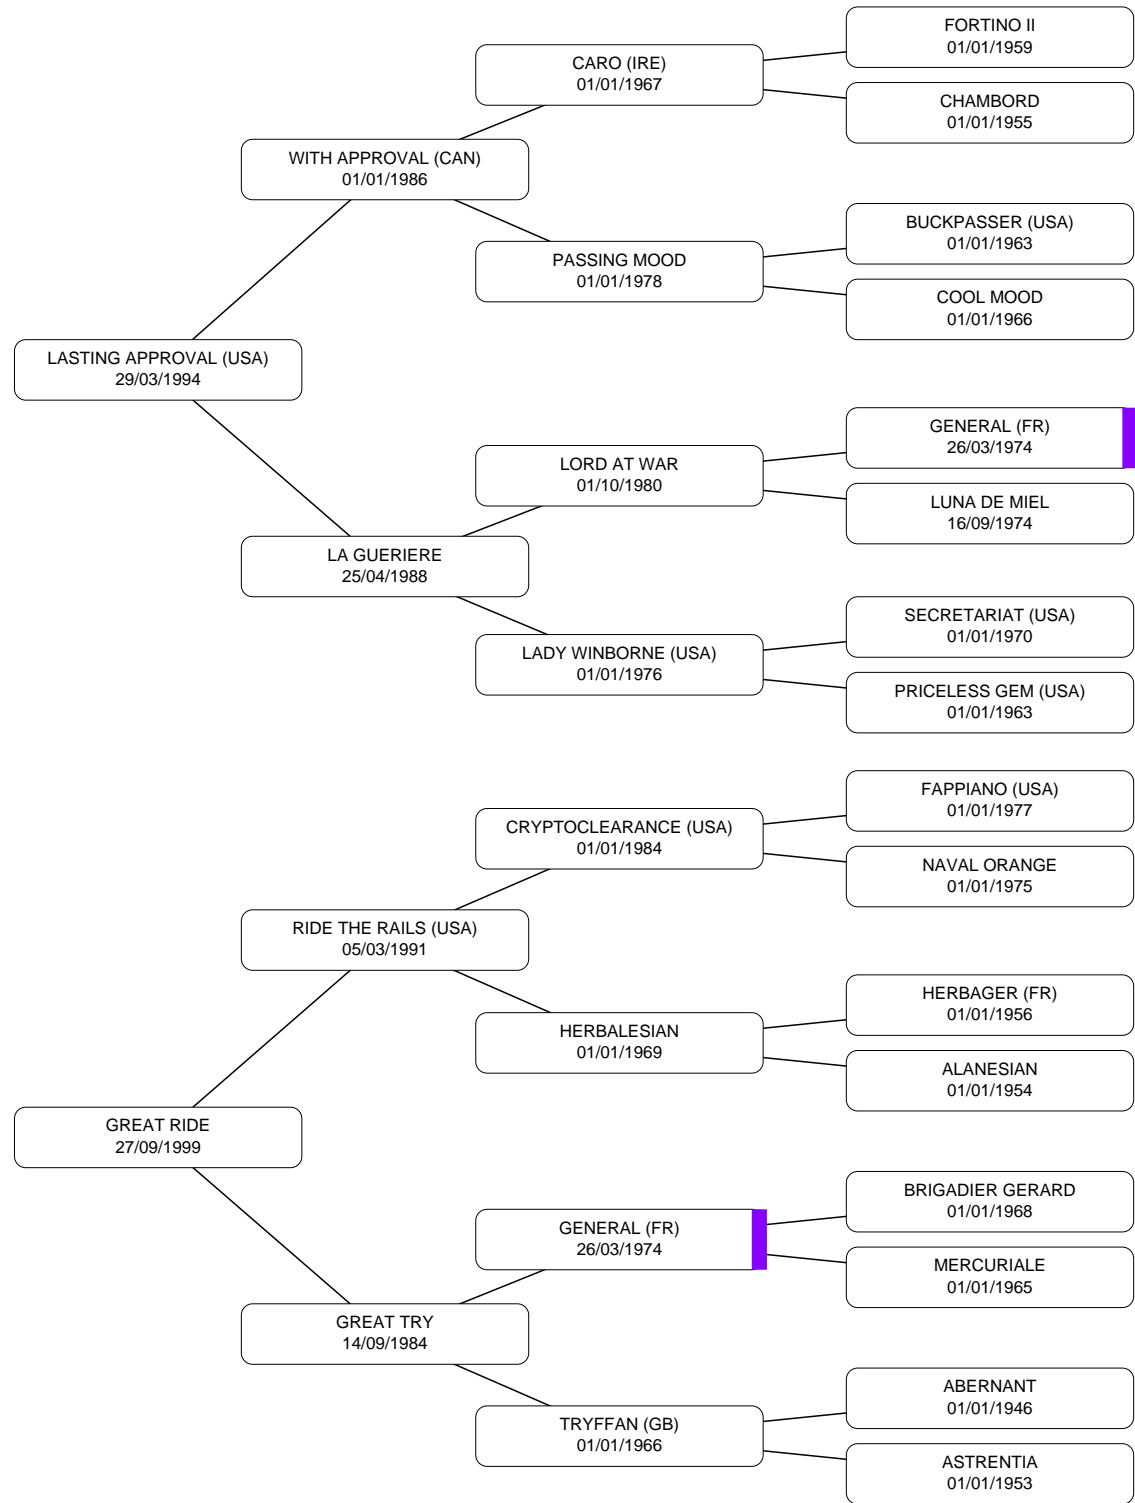 FORTINO II
01/01/1959
CARO (IRE)
01/01/1967
CHAMBORD
01/01/1955
WITH APPROVAL (CAN)
01/01/1986
BUCKPASSER (USA)
01/01/1963
PASSING MOOD
01/01/1978
COOL MOOD
01/01/1966
LASTING APPROVAL (USA)
29/03/1994
GENERAL (FR)
26/03/1974
LORD AT WAR
01/10/1980
LUNA DE MIEL
16/09/1974
LA GUERIERE
25/04/1988
SECRETARIAT (USA)
01/01/1970
LADY WINBORNE (USA)
01/01/1976
PRICELESS GEM (USA)
01/01/1963
FAPPIANO (USA)
01/01/1977
CRYPTOCLEARANCE (USA)
01/01/1984
NAVAL ORANGE
01/01/1975
RIDE THE RAILS (USA)
05/03/1991
HERBAGER (FR)
01/01/1956
HERBALESIAN
01/01/1969
ALANESIAN
01/01/1954
GREAT RIDE
27/09/1999
BRIGADIER GERARD
01/01/1968
GENERAL (FR)
26/03/1974
MERCURIALE
01/01/1965
GREAT TRY
14/09/1984
ABERNANT
01/01/1946
TRYFFAN (GB)
01/01/1966
ASTRENTIA
01/01/1953